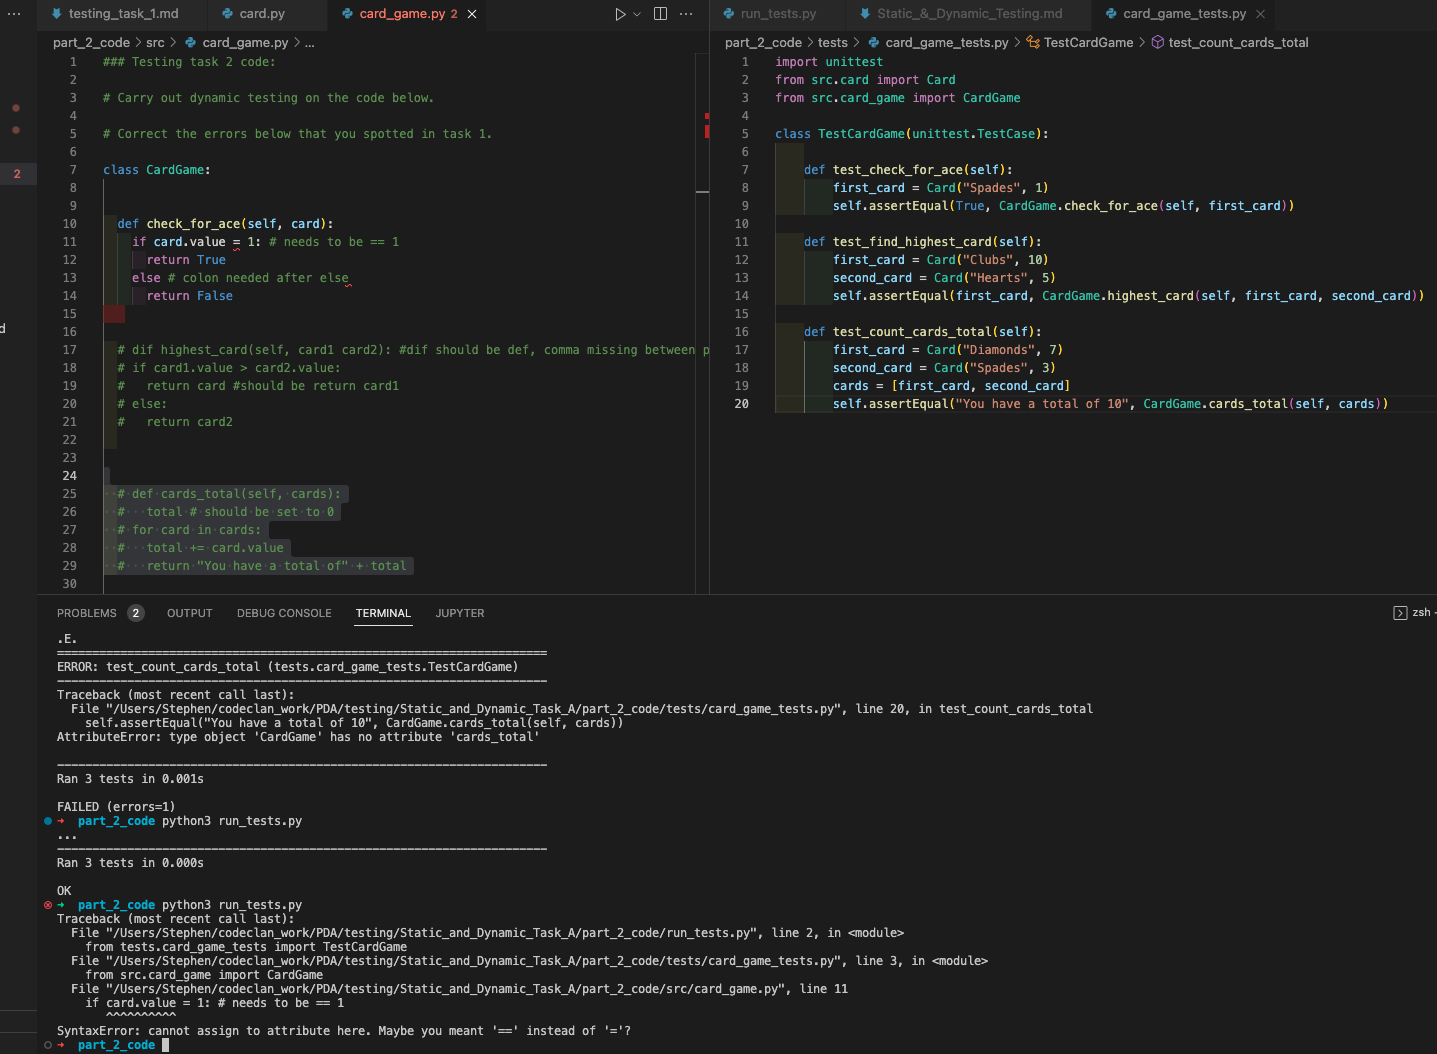 testing_task_1.md card.py card_game.py 2
part_2_code > src > card_game.py > ...
1 ### Testing task 2 code:
2
3 # Carry out dynamic testing on the code below.
4
5 # Correct the errors below that you spotted in task 1.
6
7 class CardGame:
8
9
10 def check_for_ace(self, card):
11 if card.value = 1: # needs to be == 1
12 return True
13 else # colon needed after else
14 return False
15
16
17 # dif highest_card(self, card1 card2): #dif should be def, comma missing between p
18 # if card1.value > card2.value:
19 #   return card #should be return card1
20 # else:
21 #   return card2
22
23
24
25 # def cards_total(self, cards):
26 #   total # should be set to 0
27 # for card in cards:
28 #   total += card.value
29 #   return "You have a total of" + total
30
2
d
run_tests.py Static_&_Dynamic_Testing.md card_game_tests.py
part_2_code > tests > card_game_tests.py > TestCardGame > test_count_cards_total
1 import unittest
2 from src.card import Card
3 from src.card_game import CardGame
4
5 class TestCardGame(unittest.TestCase):
6
7 def test_check_for_ace(self):
8 first_card = Card("Spades", 1)
9 self.assertEqual(True, CardGame.check_for_ace(self, first_card))
10
11 def test_find_highest_card(self):
12 first_card = Card("Clubs", 10)
13 second_card = Card("Hearts", 5)
14 self.assertEqual(first_card, CardGame.highest_card(self, first_card, second_card))
15
16 def test_count_cards_total(self):
17 first_card = Card("Diamonds", 7)
18 second_card = Card("Spades", 3)
19 cards = [first_card, second_card]
20 self.assertEqual("You have a total of 10", CardGame.cards_total(self, cards))
PROBLEMS 2 OUTPUT DEBUG CONSOLE TERMINAL JUPYTER zsh -
.E.
======================================================================
ERROR: test_count_cards_total (tests.card_game_tests.TestCardGame)
----------------------------------------------------------------------
Traceback (most recent call last):
File "/Users/Stephen/codeclan_work/PDA/testing/Static_and_Dynamic_Task_A/part_2_code/tests/card_game_tests.py", line 20, in test_count_cards_total
self.assertEqual("You have a total of 10", CardGame.cards_total(self, cards))
AttributeError: type object 'CardGame' has no attribute 'cards_total'
----------------------------------------------------------------------
Ran 3 tests in 0.001s
FAILED (errors=1)
➜ part_2_code python3 run_tests.py
...
----------------------------------------------------------------------
Ran 3 tests in 0.000s
OK
➜ part_2_code python3 run_tests.py
Traceback (most recent call last):
File "/Users/Stephen/codeclan_work/PDA/testing/Static_and_Dynamic_Task_A/part_2_code/run_tests.py", line 2, in <module>
from tests.card_game_tests import TestCardGame
File "/Users/Stephen/codeclan_work/PDA/testing/Static_and_Dynamic_Task_A/part_2_code/tests/card_game_tests.py", line 3, in <module>
from src.card_game import CardGame
File "/Users/Stephen/codeclan_work/PDA/testing/Static_and_Dynamic_Task_A/part_2_code/src/card_game.py", line 11
if card.value = 1: # needs to be == 1
^^^^^^^^^^
SyntaxError: cannot assign to attribute here. Maybe you meant '==' instead of '='?
➜ part_2_code